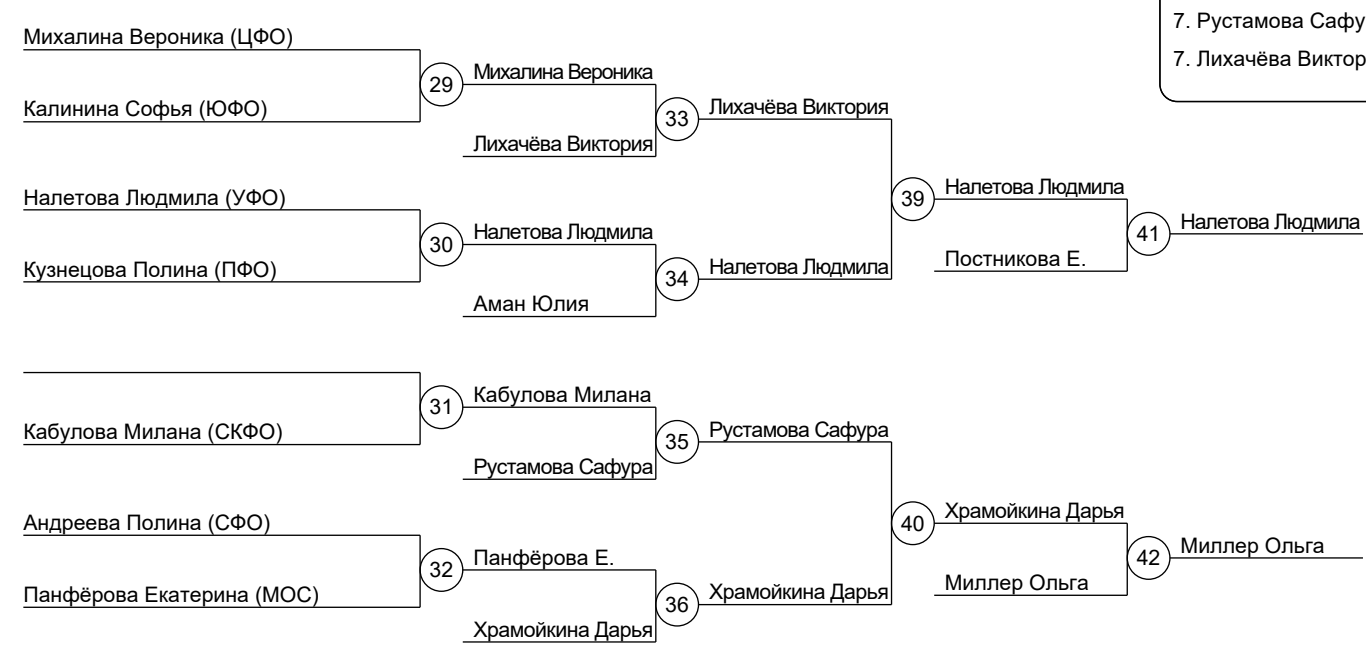 7. Рустамова Сафу
7. Лихачёва Виктор
Михалина Вероника (ЦФО)
Калинина Софья (ЮФО)
29
Михалина Вероника
Лихачёва Виктория
33
Лихачёва Виктория
Налетова Людмила (УФО)
Кузнецова Полина (ПФО)
30
Налетова Людмила
Аман Юлия
34
Налетова Людмила
39
Налетова Людмила
Постникова Е.
41
Налетова Людмила
Кабулова Милана (СКФО)
31
Кабулова Милана
Рустамова Сафура
35
Рустамова Сафура
Андреева Полина (СФО)
Панфёрова Екатерина (МОС)
32
Панфёрова Е.
Храмойкина Дарья
36
Храмойкина Дарья
40
Храмойкина Дарья
Миллер Ольга
42
Миллер Ольга